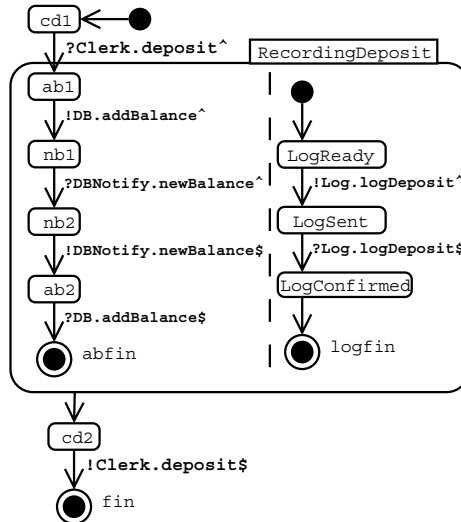 cd1
?Clerk.deposit^
RecordingDeposit
ab1
!DB.addBalance^
nb1
LogReady
?DBNotify.newBalance^
!Log.logDeposit^
nb2
LogSent
!DBNotify.newBalance$
?Log.logDeposit$
ab2
LogConfirmed
?DB.addBalance$
abfin
logfin
cd2
!Clerk.deposit$
fin